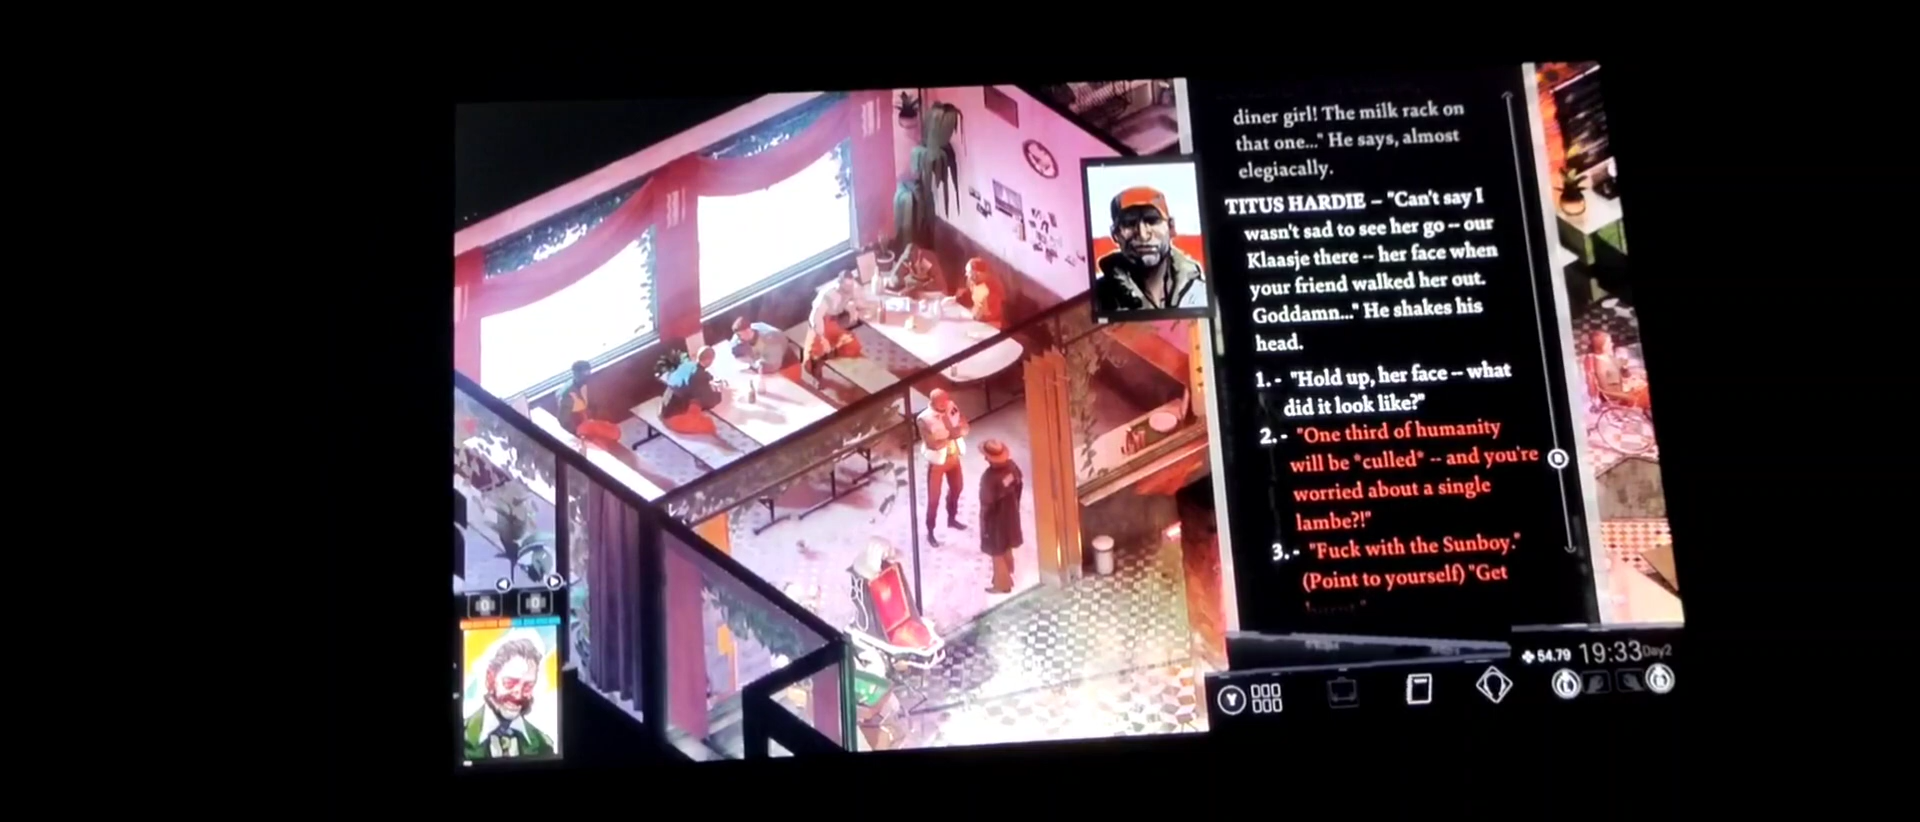 diner girl! The milk rack on
that one..." He says, almost
elegiacally.
TITUS HARDIE – "Can't say I
wasn't sad to see her go – our
Klaasje there – her face when
your friend walked her out.
Goddamn..." He shakes his
head.
1.- "Hold up, her face – what
did it look like?"
2.- "One third of humanity
will be *culled* -- and you're
worried about a single
lambe?!"
3.- "Fuck with the Sunboy."
(Point to yourself) "Get
54.79 19:33 Day2
Y
0 0